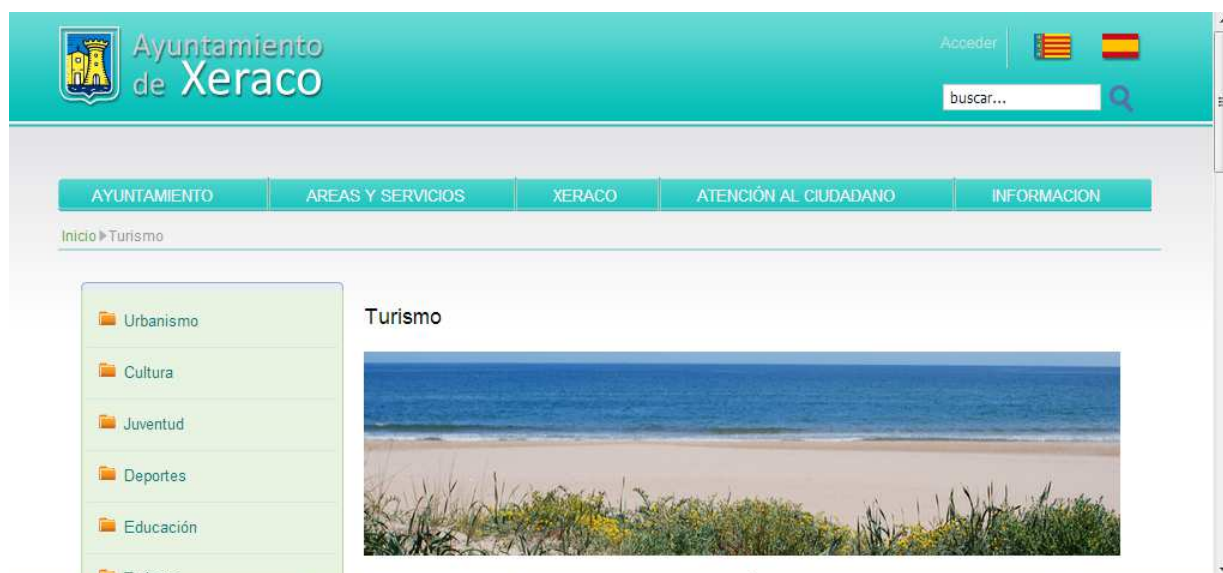 Ayuntamiento
de Xeraco
Acceder
buscar...
AYUNTAMIENTO
AREAS Y SERVICIOS
XERACO
ATENCIÓN AL CIUDADANO
INFORMACION
Inicio Turismo
Urbanismo
Cultura
Juventud
Deportes
Educación
Turismo